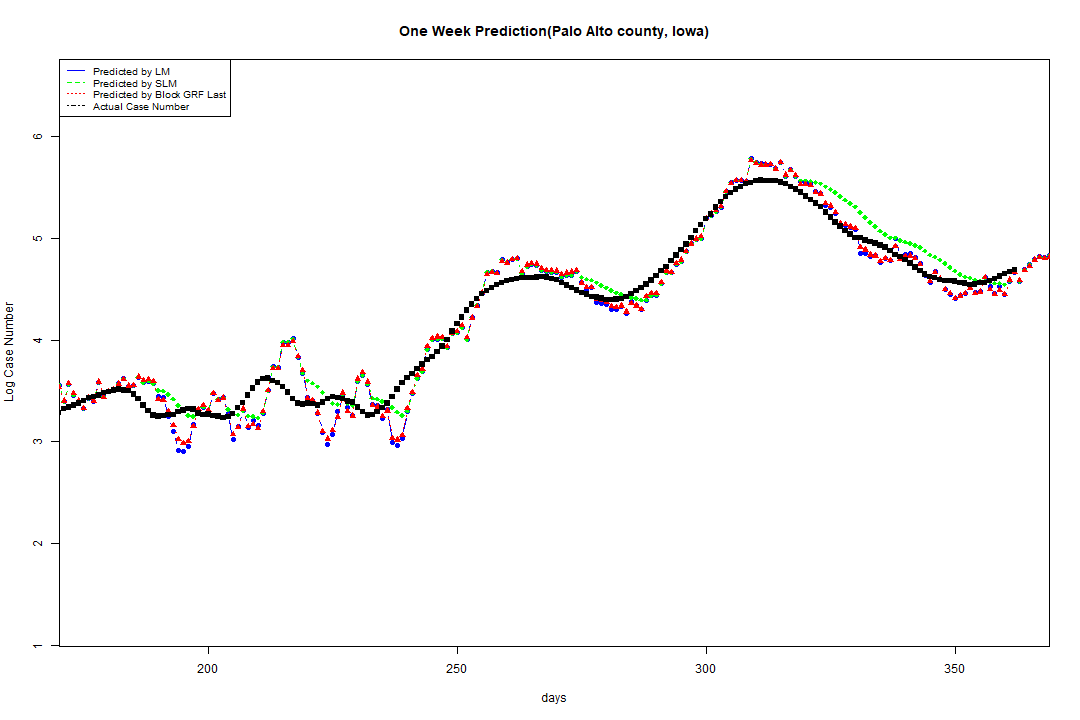 One Week Prediction(Palo Alto county, Iowa)
Predicted by LM
Predicted by SLM
Predicted by Block GRF Last
Actual Case Number
Log Case Number
6
5
4
3
2
1
200
250
300
350
days